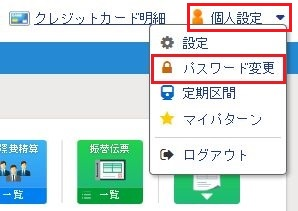 クレジットカード明細
個人設定
設定
パスワード変更
定期区間
マイパターン
ログアウト
振替伝票
一覧
一覧